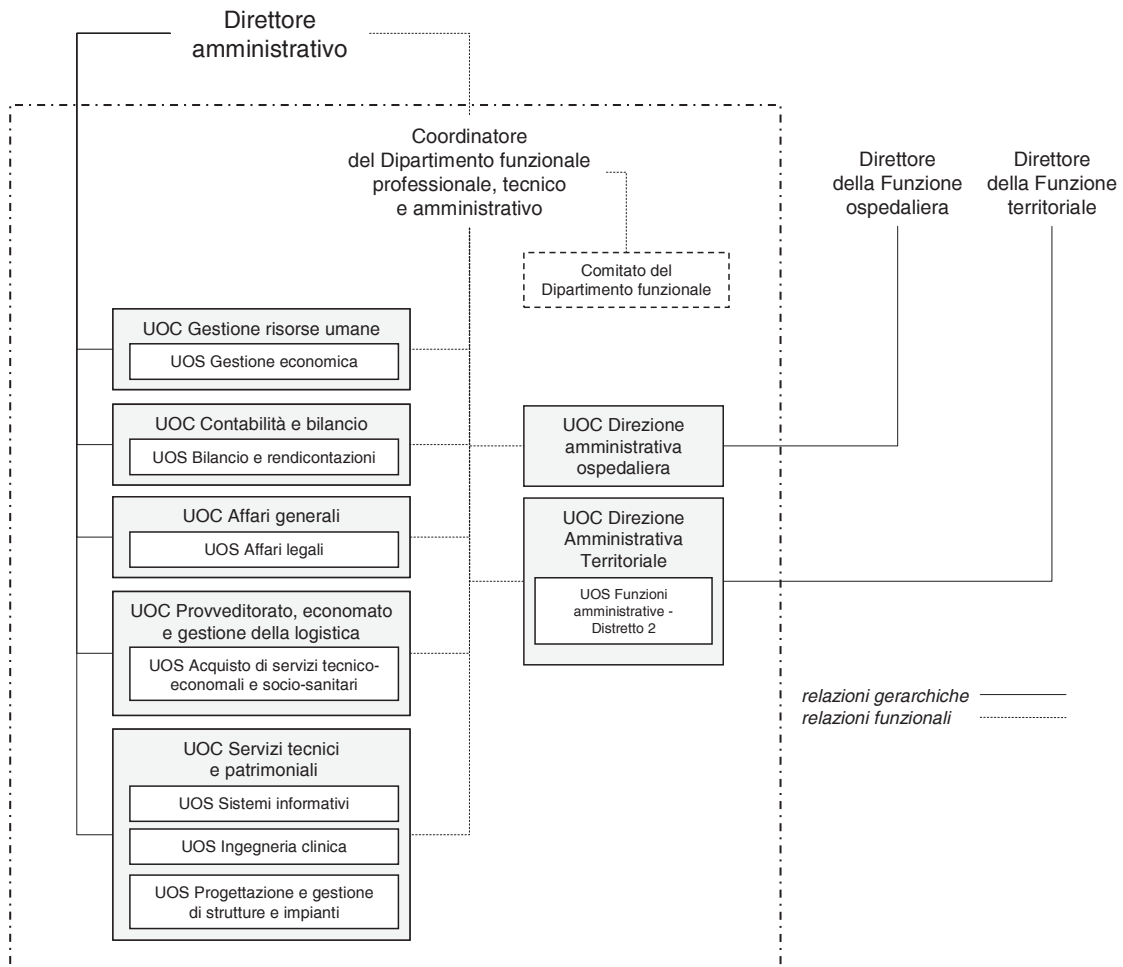 Direttore
amministrativo
Coordinatore
del Dipartimento funzionale
professionale, tecnico
e amministrativo
Direttore
della Funzione
ospedaliera
Direttore
della Funzione
territoriale
Comitato del
Dipartimento funzionale
UOC Gestione risorse umane
UOS Gestione economica
UOC Contabilità e bilancio
UOS Bilancio e rendicontazioni
UOC Affari generali
UOS Affari legali
UOC Provveditorato, economato
e gestione della logistica
UOS Acquisto di servizi tecnico-
economali e socio-sanitari
UOC Servizi tecnici
e patrimoniali
UOS Sistemi informativi
UOS Ingegneria clinica
UOS Progettazione e gestione
di strutture e impianti
UOC Direzione
amministrativa
ospedaliera
UOC Direzione
Amministrativa
Territoriale
UOS Funzioni
amministrative -
Distretto 2
relazioni gerarchiche
relazioni funzionali